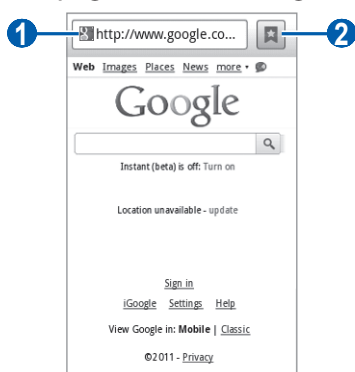 1 http://www.google.co... 2
Web Images Places News more
Google
Instant (beta) is off: Turn on
Location unavailable - update
Sign in
iGoogle Settings Help
View Google in: Mobile | Classic
©2011 - Privacy